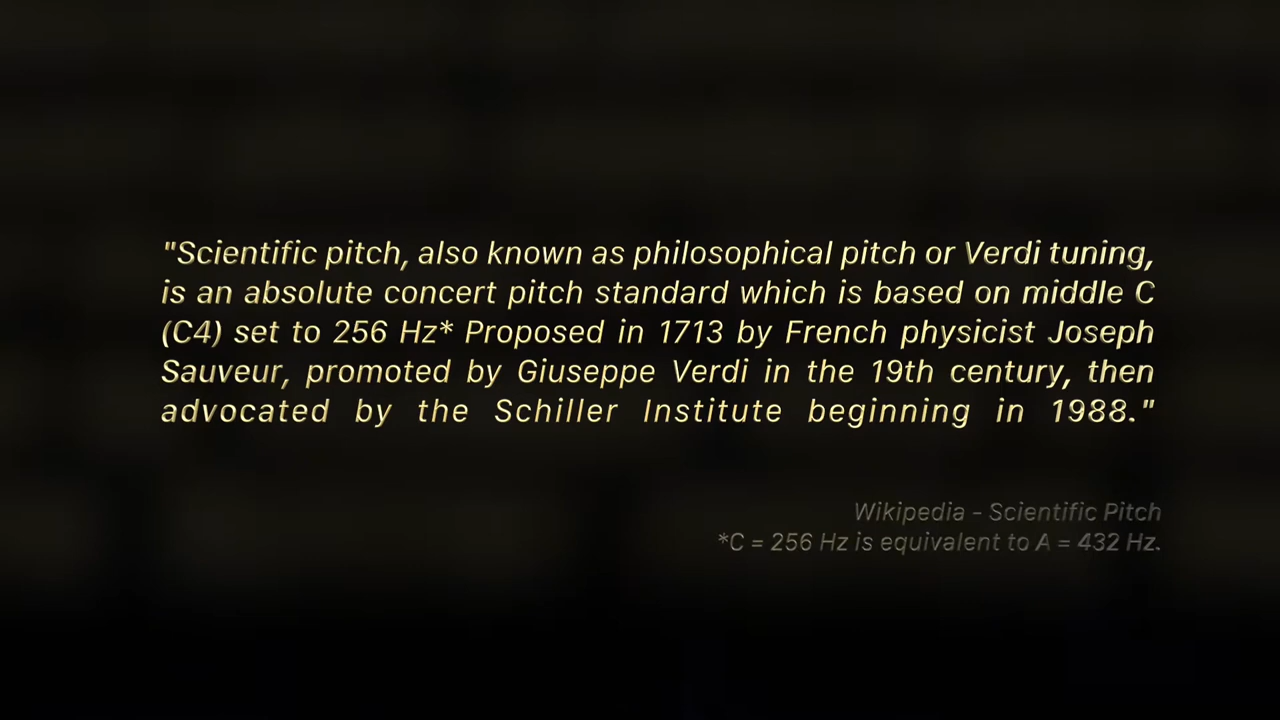 "Scientific pitch, also known as philosophical pitch or Verdi tuning,
is an absolute concert pitch standard which is based on middle C
(C4) set to 256 Hz* Proposed in 1713 by French physicist Joseph
Sauveur, promoted by Giuseppe Verdi in the 19th century, then
advocated by the Schiller Institute beginning in 1988."
Wikipedia - Scientific Pitch
*C = 256 Hz is equivalent to A = 432 Hz.